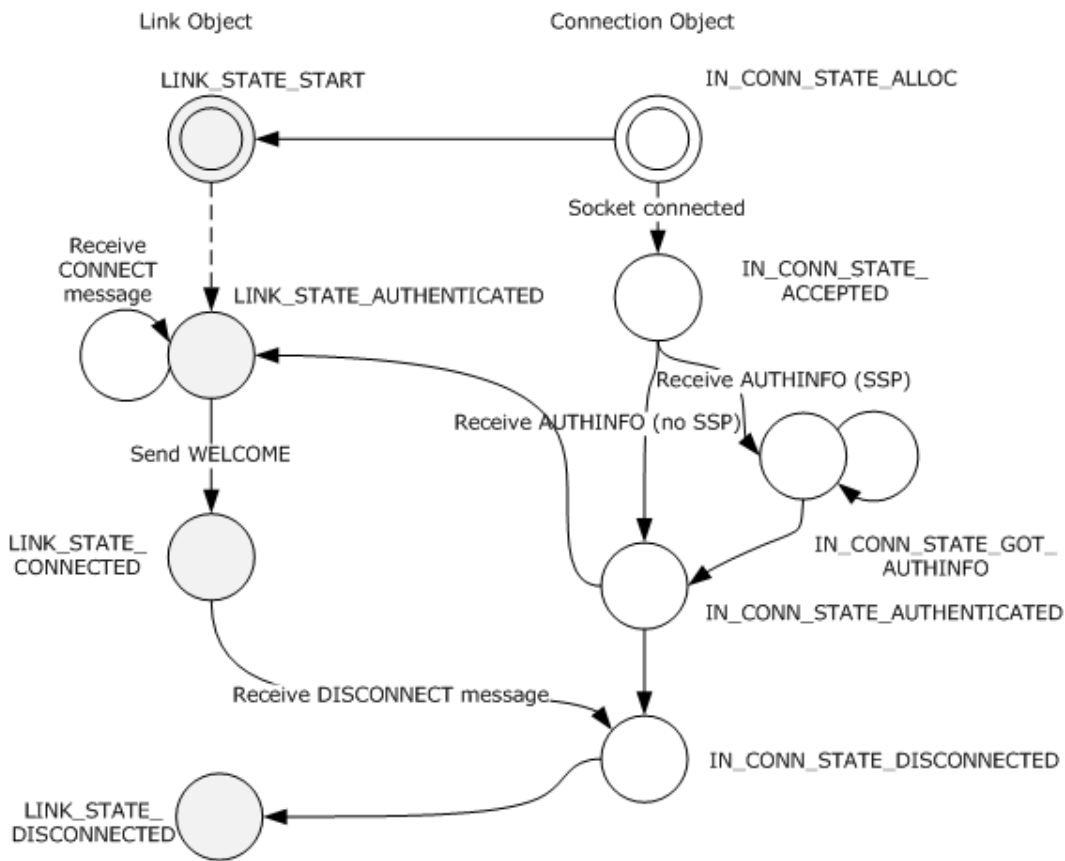 Link Object
Connection Object
LINK_STATE_START
IN_CONN_STATE_ALLOC
Socket connected
Receive
CONNECT
message
LINK_STATE_AUTHENTICATED
IN_CONN_STATE_
ACCEPTED
Receive AUTHINFO (SSP)
Receive AUTHINFO (no SSP)
Send WELCOME
LINK_STATE_
CONNECTED
IN_CONN_STATE_GOT_
AUTHINFO
IN_CONN_STATE_AUTHENTICATED
Receive DISCONNECT message
IN_CONN_STATE_DISCONNECTED
LINK_STATE_
DISCONNECTED